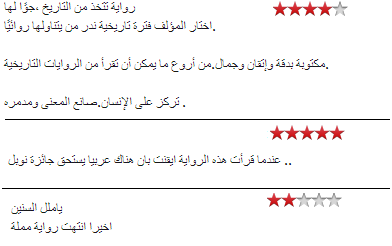 رواية تتخذ من التاريخ ،جوًا لها
اختار المؤلف فترة تاريخية ندر من يتناولها روائيًا.
مكتوبة بدقة وإتقان وجمال.من أروع ما يمكن أن تقرأ من الروايات التاريخية.
تركز على الإنسان.صانع المعنى ومدمره .
عندما قرأت هذه الرواية ايقنت بان هناك عربيا يستحق جائزة نوبل ..
ياملل السنين
اخيرا انتهت رواية مملة